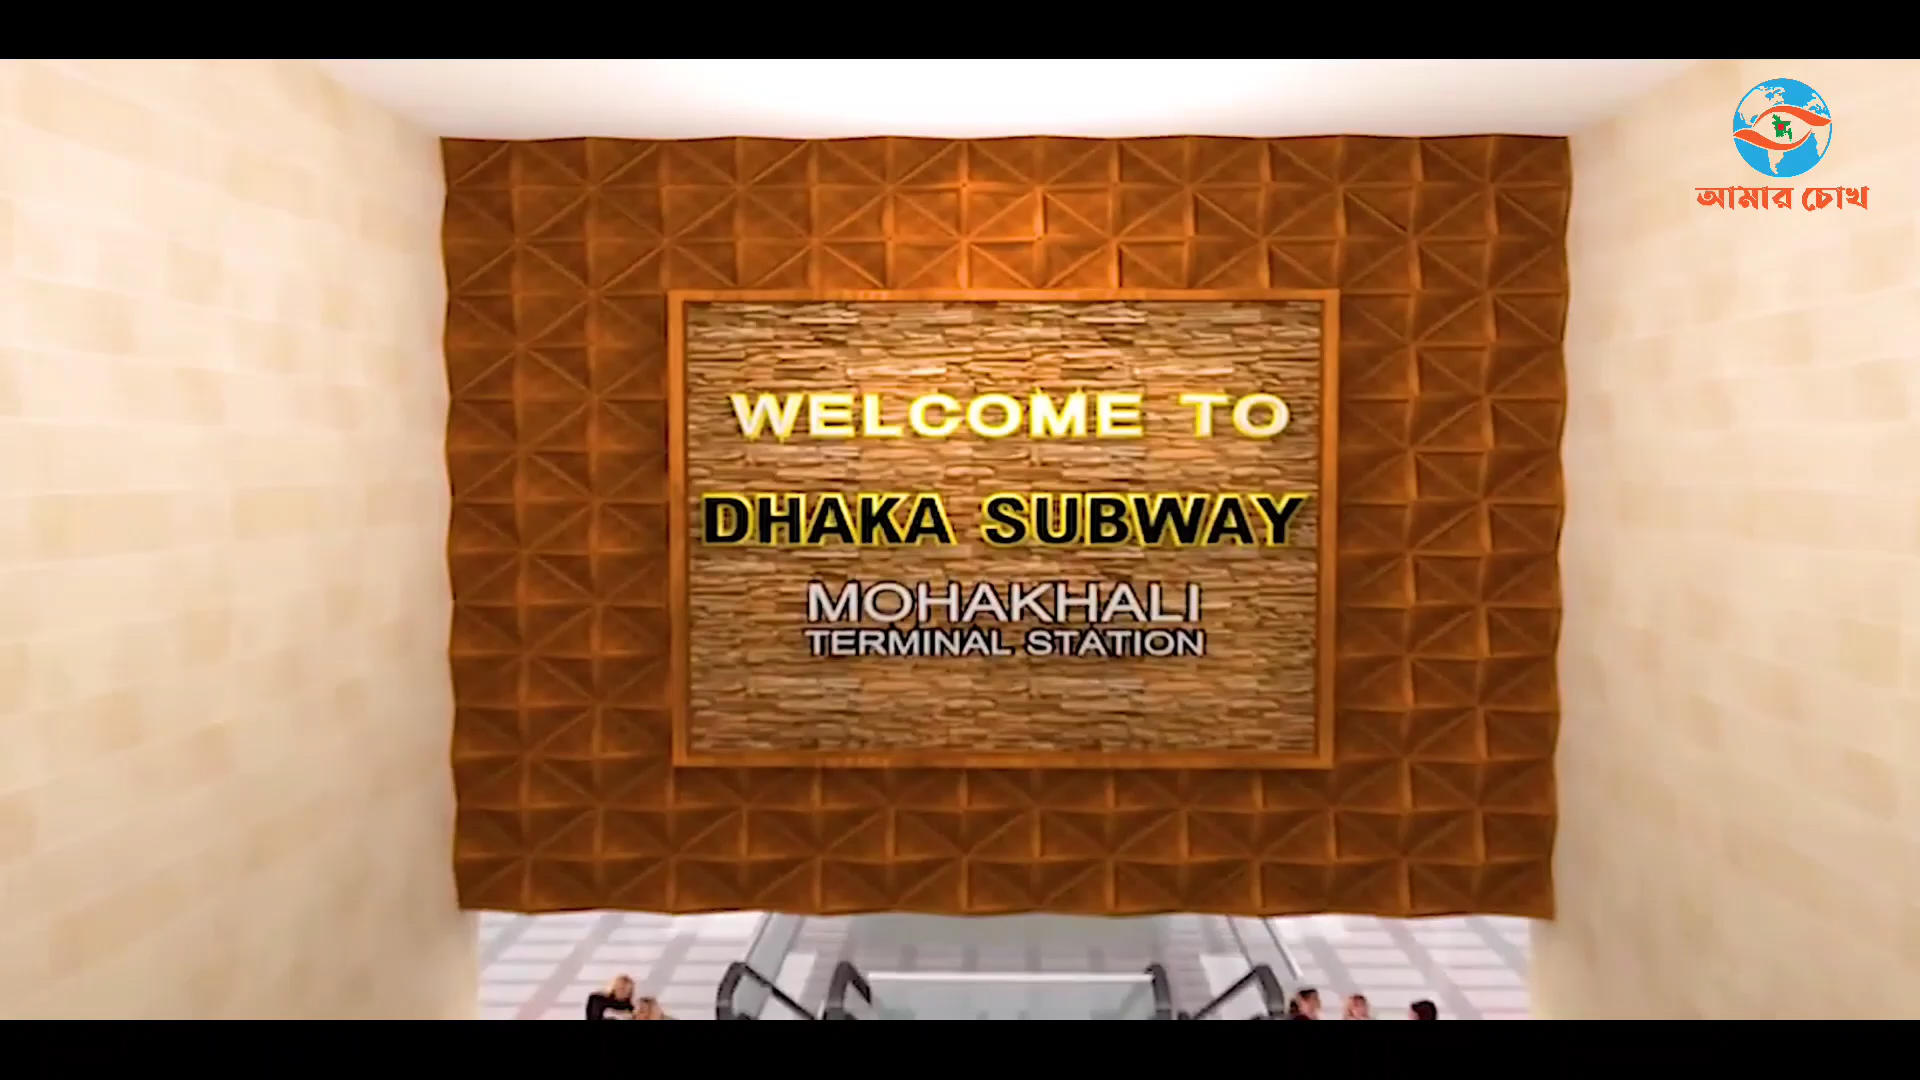 আমার চোখ
WELCOME TO
DHAKA SUBWAY
MOHAKHALI
TERMINAL STATION